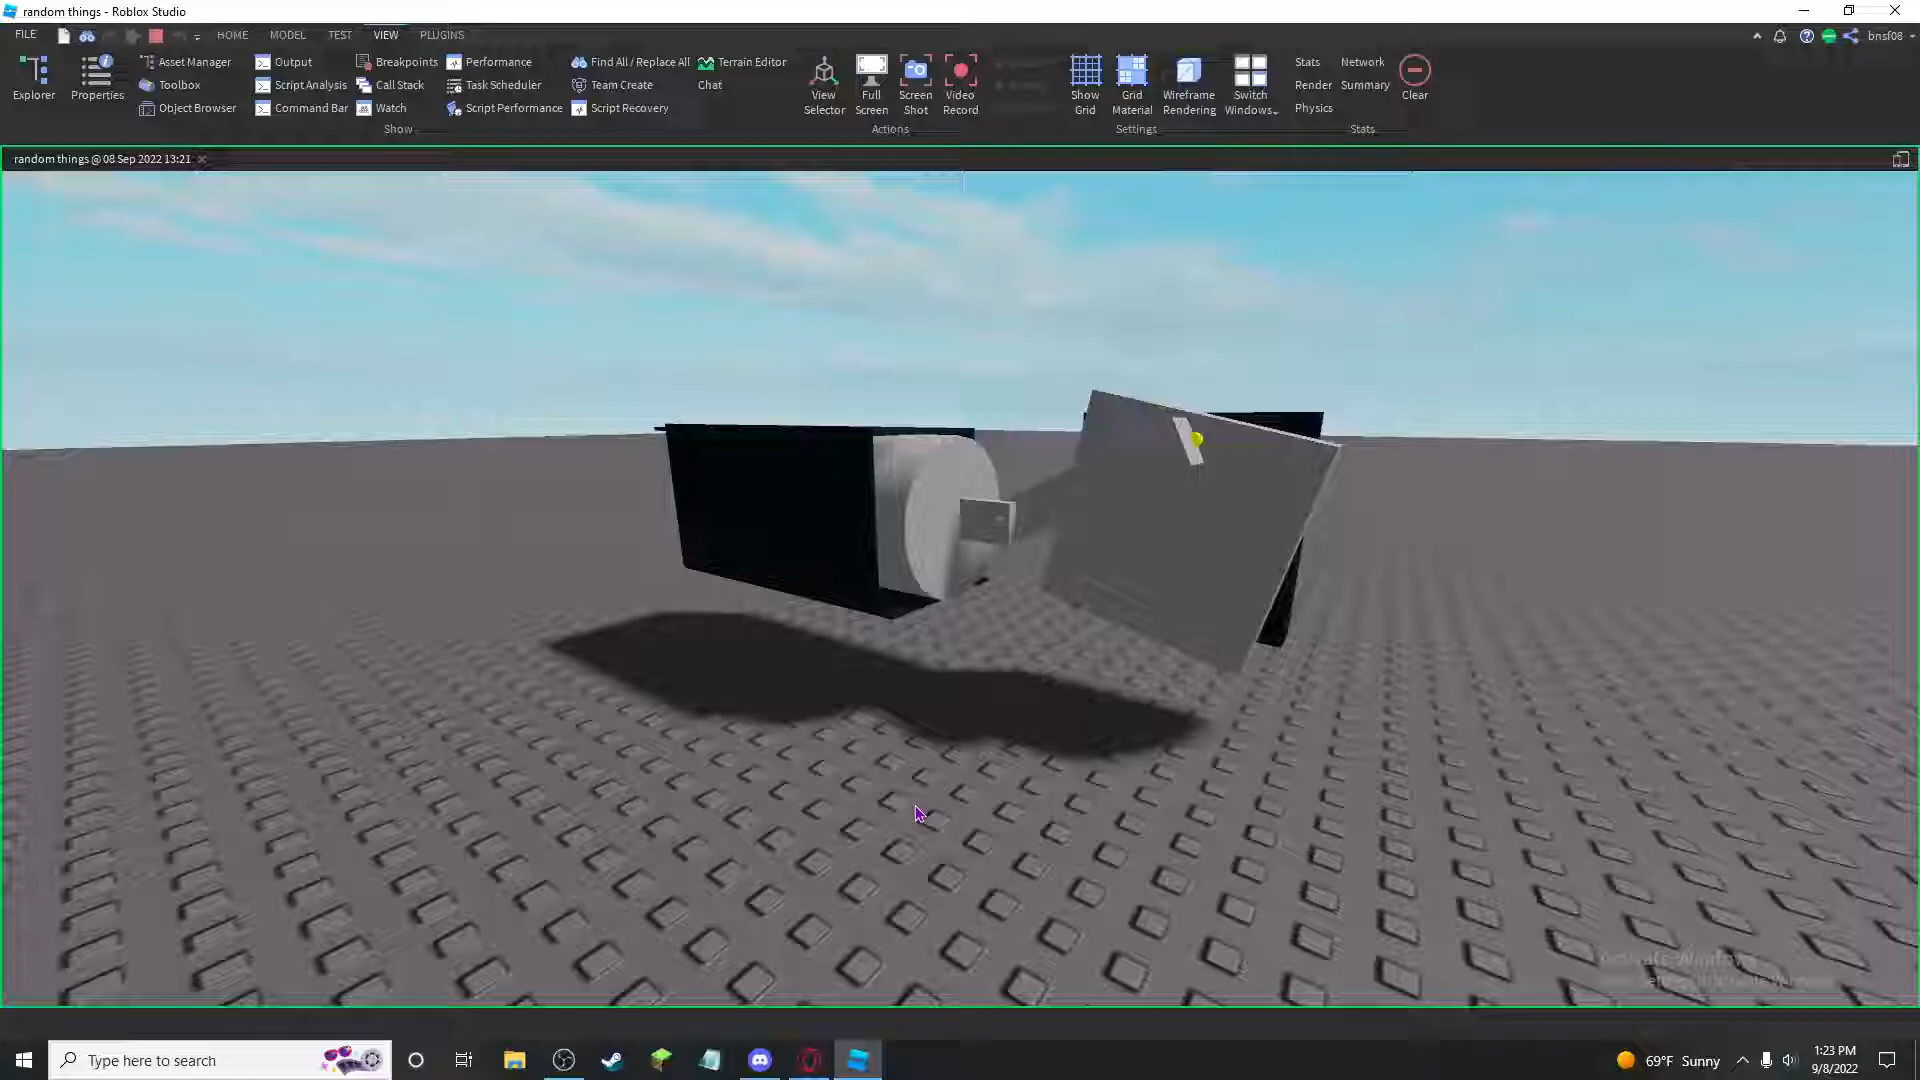 random things - Roblox Studio
FILE HOME MODEL TEST VIEW PLUGINS bnsf08
Explorer
Properties
Asset Manager
Toolbox
Object Browser
Output
Script Analysis
Command Bar
Breakpoints
Call Stack
Watch
Performance
Task Scheduler
Script Performance
Find All / Replace All
Team Create
Script Recovery
Terrain Editor
Chat
Show
View Selector
Full Screen
Screen Shot
Video Record
Actions
Show Grid
Grid Material
Wireframe Rendering
Switch Windows
Settings
Stats
Render
Physics
Network
Summary
Clear
Stats
random things @ 08 Sep 2022 13:21
Activate Windows
Type here to search
69°F Sunny
1:23 PM
9/8/2022